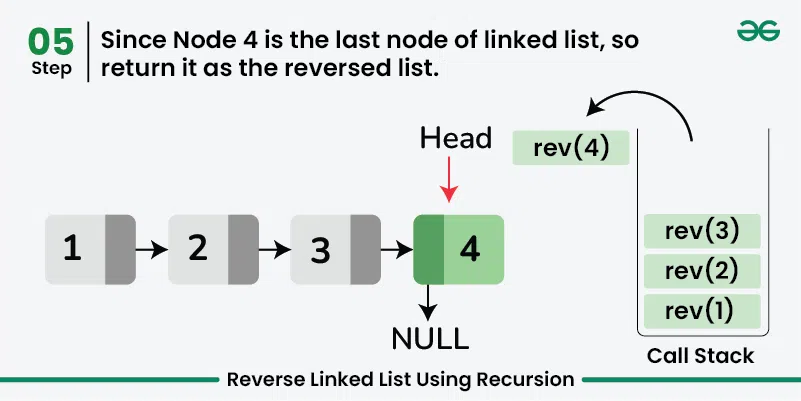 05
Step
Since Node 4 is the last node of linked list, so
return it as the reversed list.
Head
rev(4)
1
2
3
4
NULL
rev(3)
rev(2)
rev(1)
Call Stack
Reverse Linked List Using Recursion